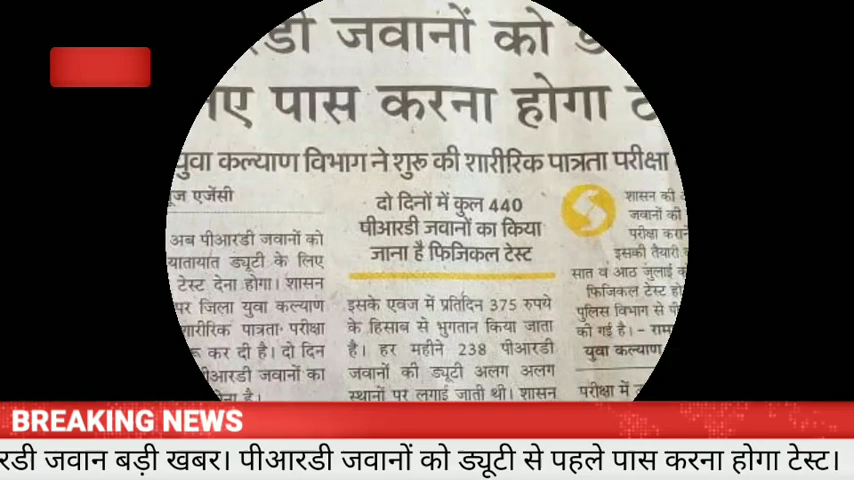 जवानों को
पास करना होगा
युवा कल्याण विभाग ने शुरू की शारीरिक पात्रता परीक्षा
एजेंसी
अब पीआरडी जवानों को
यातायात ड्यूटी के लिए
टेस्ट देना होगा। शासन
पर जिला युवा कल्याण
शारीरिक पात्रता परीक्षा
कर दी है। दो दिन
पीआरडी जवानों का
दो दिनों में कुल 440
पीआरडी जवानों का किया
जाना है फिजिकल टेस्ट
इसके एवज में प्रतिदिन 375 रुपये
के हिसाब से भुगतान किया जाता
है। हर महीने 238 पीआरडी
जवानों की ड्यूटी अलग अलग
स्थानों पर लगाई जाती थी। शासन
शासन की
जवानों की
परीक्षा
इसकी तैयारी
सात व आठ जुलाई
फिजिकल टेस्ट
पुलिस विभाग से
की गई है। -
युवा कल्याण
परीक्षा में
BREAKING NEWS
रडी जवान बड़ी खबर। पीआरडी जवानों को ड्यूटी से पहले पास करना होगा टेस्ट।